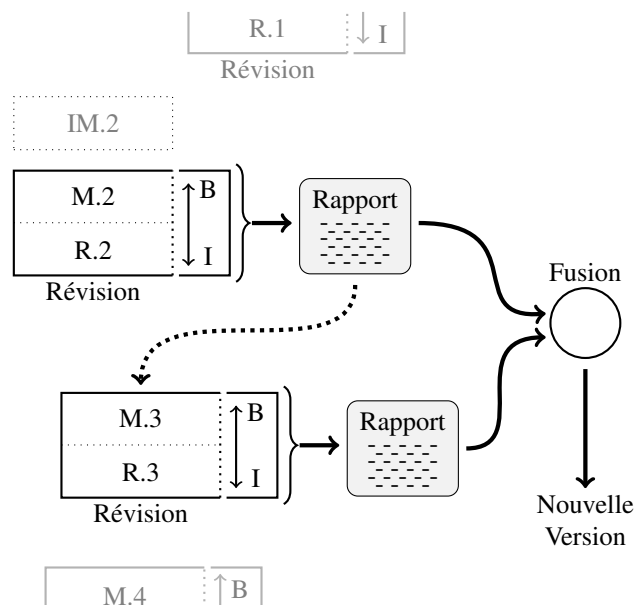 R.1
I
Révision
IM.2
M.2
B
R.2
I
Révision
Rapport
Fusion
M.3
B
R.3
I
Révision
Rapport
Nouvelle
Version
M.4
B